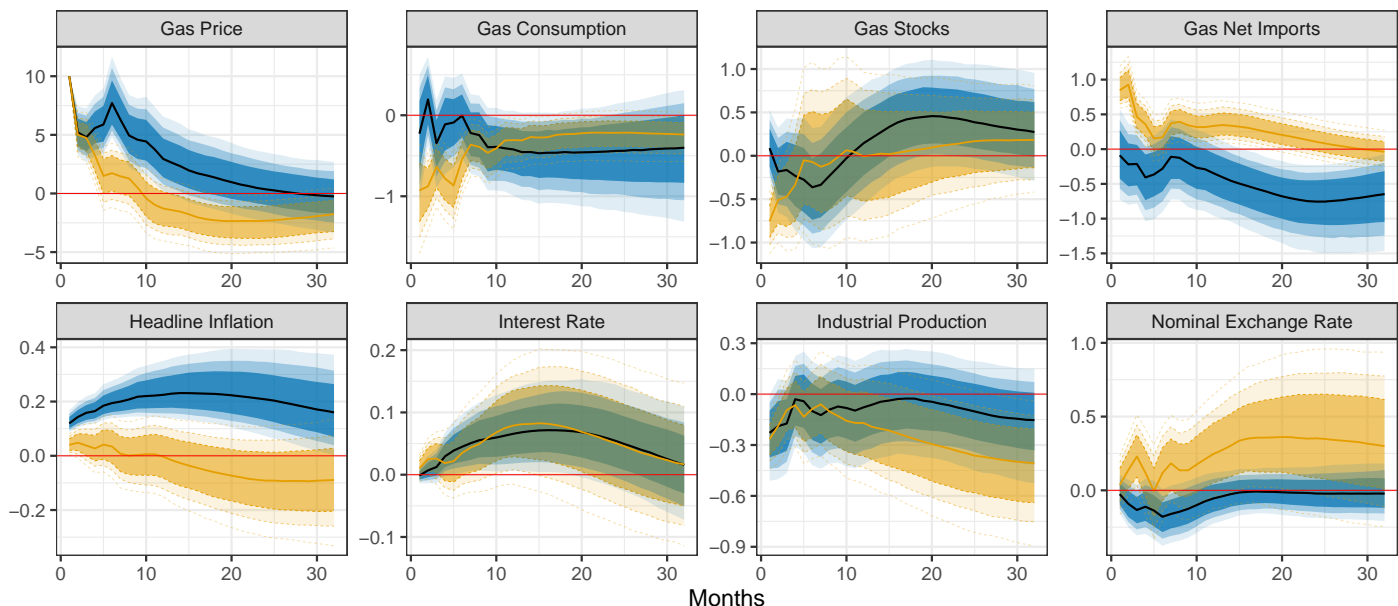 Gas Price
Gas Consumption
Gas Stocks
Gas Net Imports
10
5
0
−5
0
−1
1.0
0.5
0.0
−0.5
−1.0
1.0
0.5
0.0
−0.5
−1.0
−1.5
0 10 20 30
0 10 20 30
0 10 20 30
0 10 20 30
Headline Inflation
Interest Rate
Industrial Production
Nominal Exchange Rate
0.4
0.2
0.0
−0.2
0.2
0.1
0.0
−0.1
0.3
0.0
−0.3
−0.6
−0.9
1.0
0.5
0.0
0 10 20 30
0 10 20 30
0 10 20 30
0 10 20 30
Months